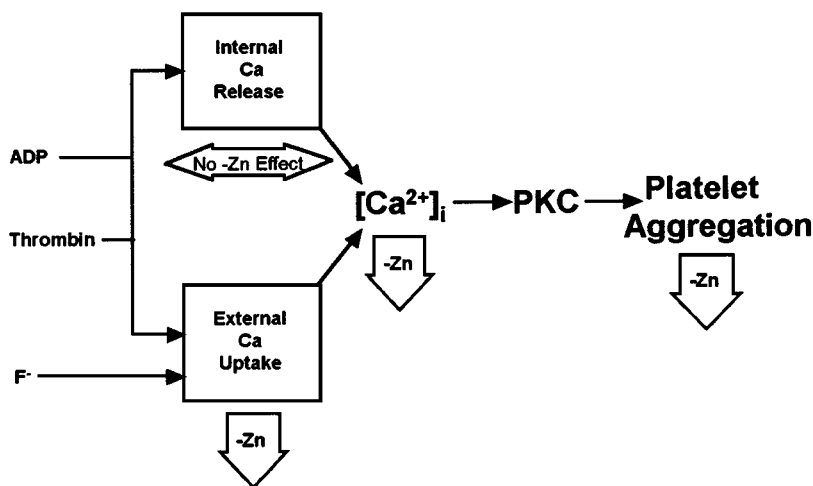 Internal
Ca
Release
ADP
No -Zn Effect
[Ca²⁺]ᵢ
PKC
Platelet
Aggregation
Thrombin
-Zn
-Zn
External
Ca
Uptake
F⁻
-Zn